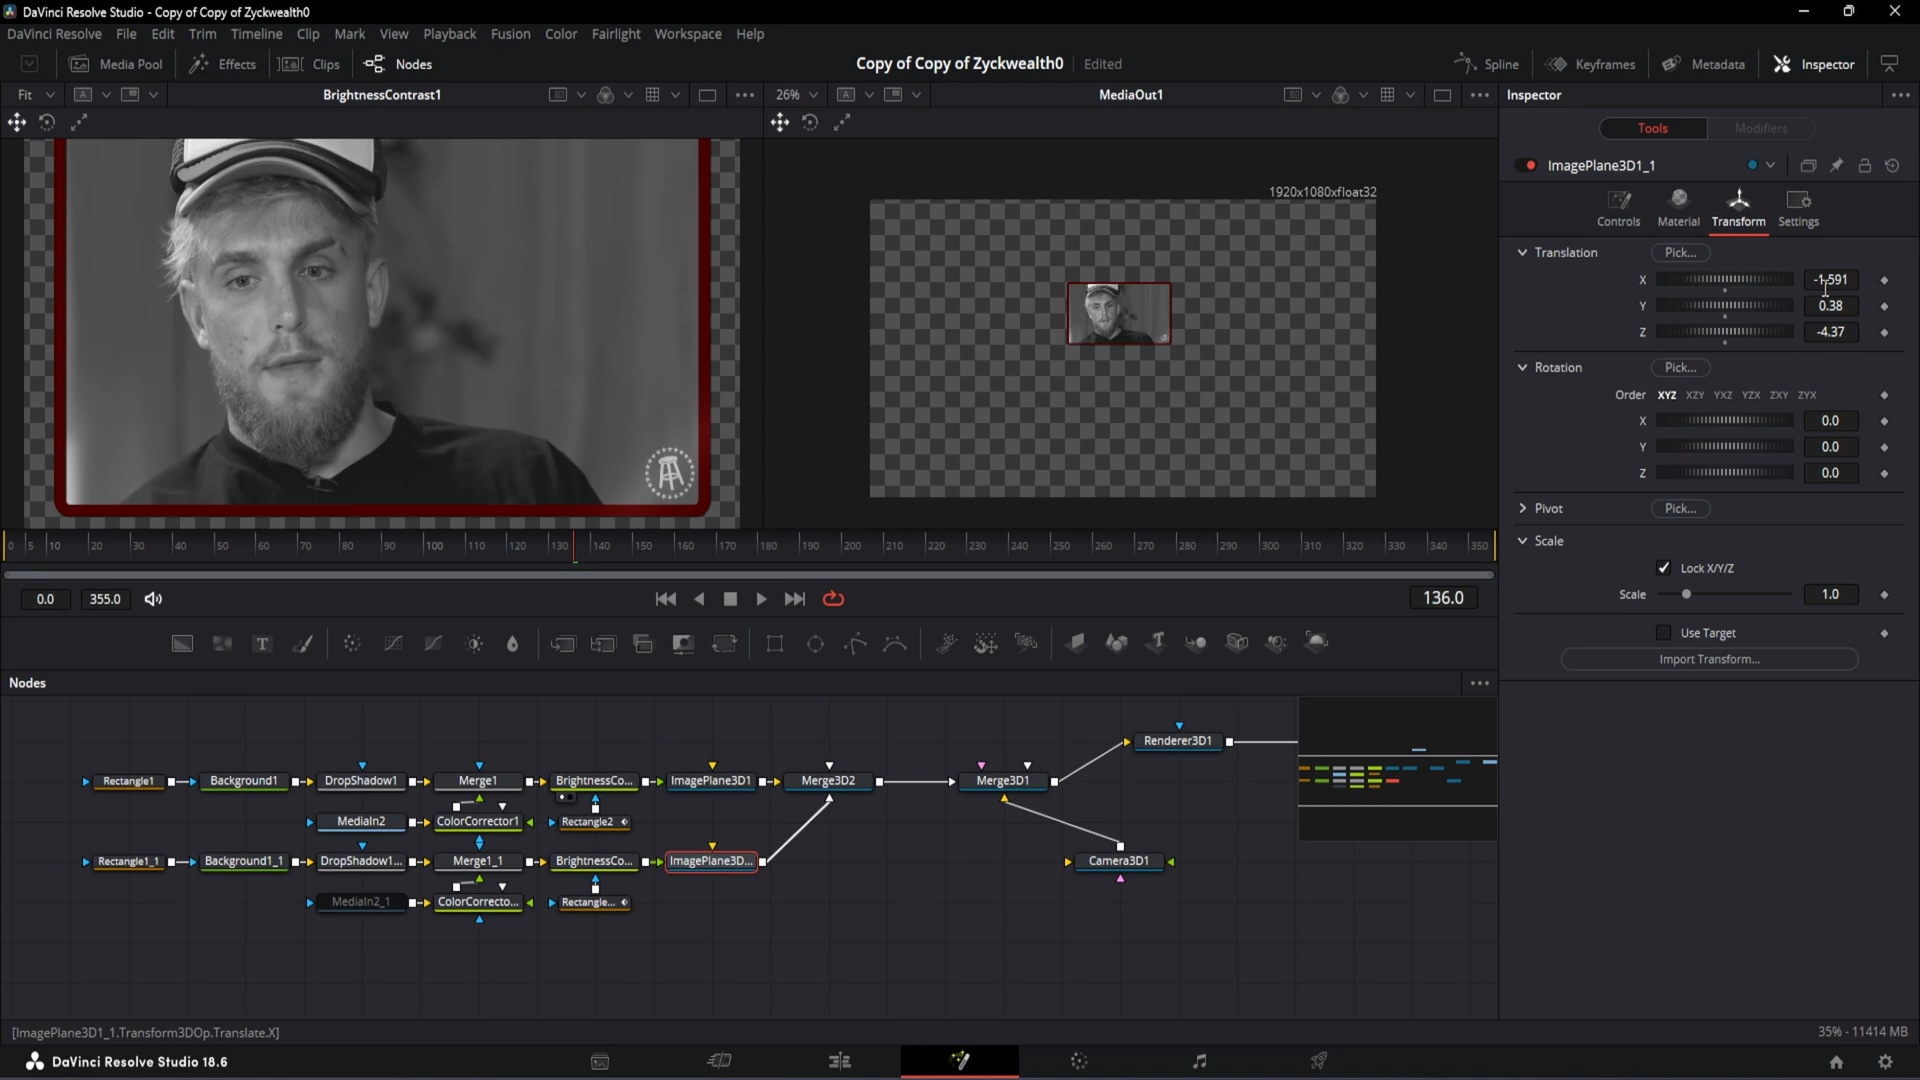 DaVinci Resolve Studio - Copy of Copy of Zyckwealth0
DaVinci Resolve File Edit Trim Timeline Clip Mark View Playback Fusion Color Fairlight Workspace Help
Media Pool Effects Clips Nodes Copy of Copy of Zyckwealth0 Edited Spline Keyframes Metadata Inspector
Fit A BrightnessContrast1 26% A MediaOut1 Inspector
Tools Modifiers
ImagePlane3D1_1
1920x1080xfloat32
Controls Material Transform Settings
Translation Pick...
X -1.591
Y 0.38
Z -4.37
Rotation Pick...
Order XYZ XZY YXZ YZX ZXY ZYX
X 0.0
Y 0.0
Z 0.0
Pivot Pick...
Scale
Lock X/Y/Z
Scale 1.0
Use Target
Import Transform...
0 5 10 20 30 40 50 60 70 80 90 100 110 120 130 140 150 160 170 180 190 200 210 220 230 240 250 260 270 280 290 300 310 320 330 340 350
0.0 355.0 136.0
T
Nodes
Renderer3D1
Rectangle1 Background1 DropShadow1 Merge1 BrightnessCo... ImagePlane3D1 Merge3D2 Merge3D1
MediaIn2 ColorCorrector1 Rectangle2
Rectangle1_1 Background1_1 DropShadow1... Merge1_1 BrightnessCo... ImagePlane3D... Camera3D1
MediaIn2_1 ColorCorrecto... Rectangle...
[ImagePlane3D1_1.Transform3DOp.Translate.X] 35% - 11414 MB
DaVinci Resolve Studio 18.6